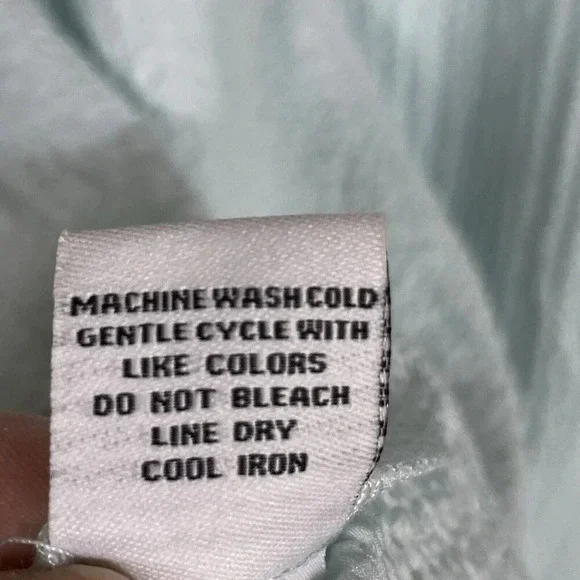 MACHINE WASH COLD
GENTLE CYCLE WITH
LIKE COLORS
DO NOT BLEACH
LINE DRY
COOL IRON